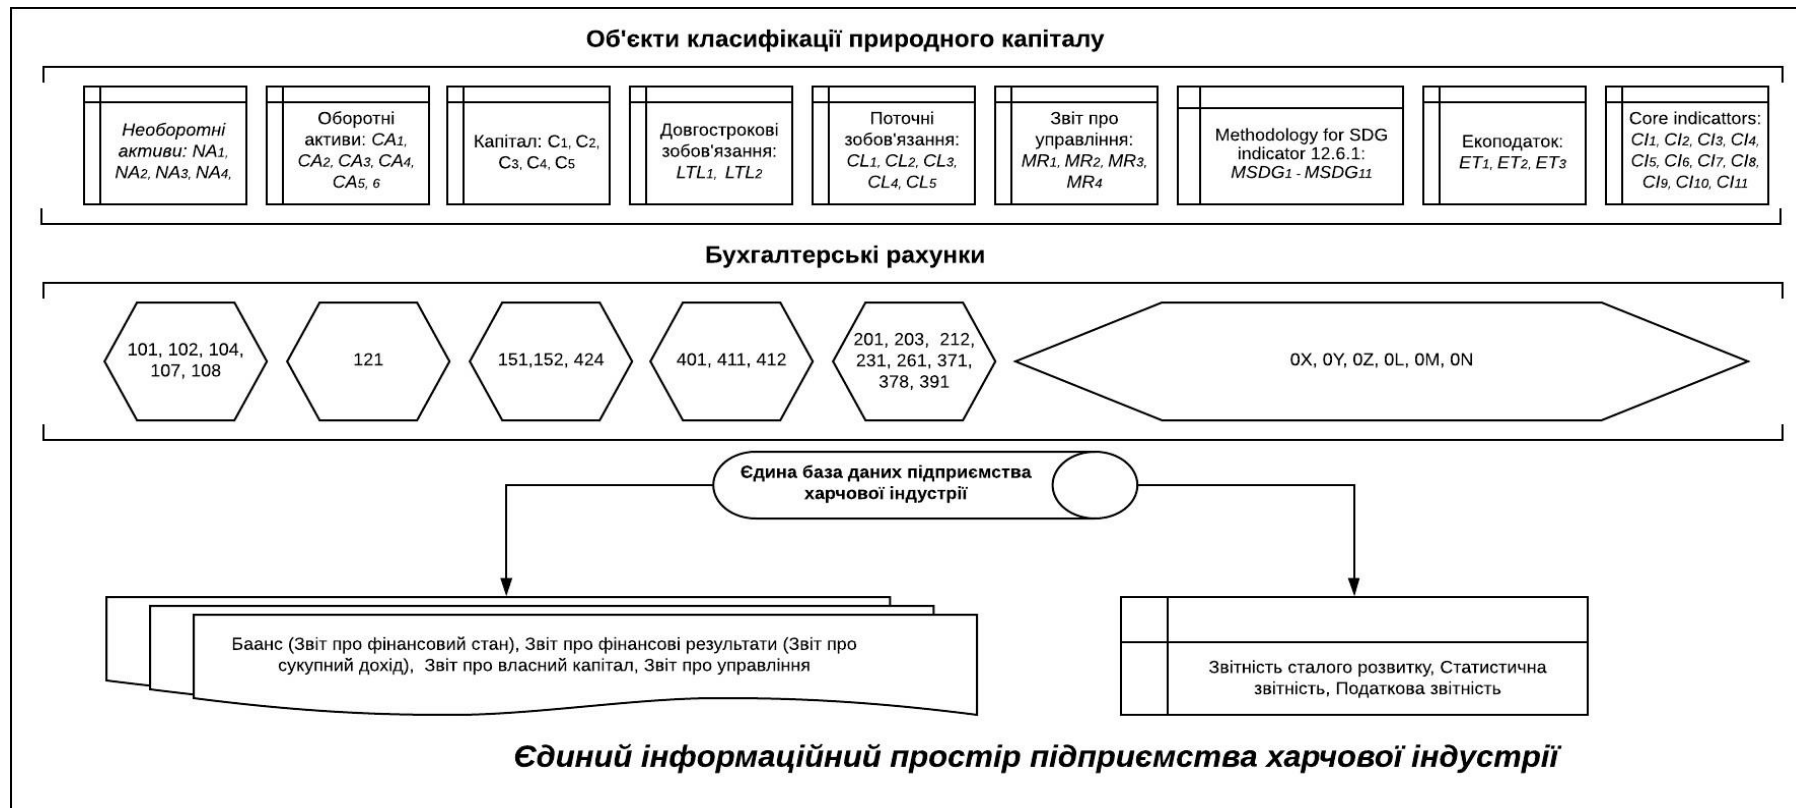 Об'єкти класифікації природного капіталу
Необоротні
активи: NA1,
NA2, NA3, NA4,
Оборотні
активи: CA1,
CA2, CA3, CA4,
CA5, 6
Капітал: C1, C2,
C3, C4, C5
Довгострокові
зобов'язання:
LTL1, LTL2
Поточні
зобов'язання:
CL1, CL2, CL3,
CL4, CL5
Звіт про
управління:
MR1, MR2, MR3,
MR4
Methodology for SDG
indicator 12.6.1:
MSDG1 - MSDG11
Екоподаток:
ET1, ET2, ET3
Core indicattors:
CI1, CI2, CI3, CI4,
CI5, CI6, CI7, CI8,
CI9, CI10, CI11
Бухгалтерські рахунки
101, 102, 104,
107, 108
121
151,152, 424
401, 411, 412
201, 203, 212,
231, 261, 371,
378, 391
0X, 0Y, 0Z, 0L, 0M, 0N
Єдина база даних підприємства
харчової індустрії
Баанс (Звіт про фінансовий стан), Звіт про фінансові результати (Звіт про
сукупний дохід), Звіт про власний капітал, Звіт про управління
Звітність сталого розвитку, Статистична
звітність, Податкова звітність
Єдиний інформаційний простір підприємства харчової індустрії